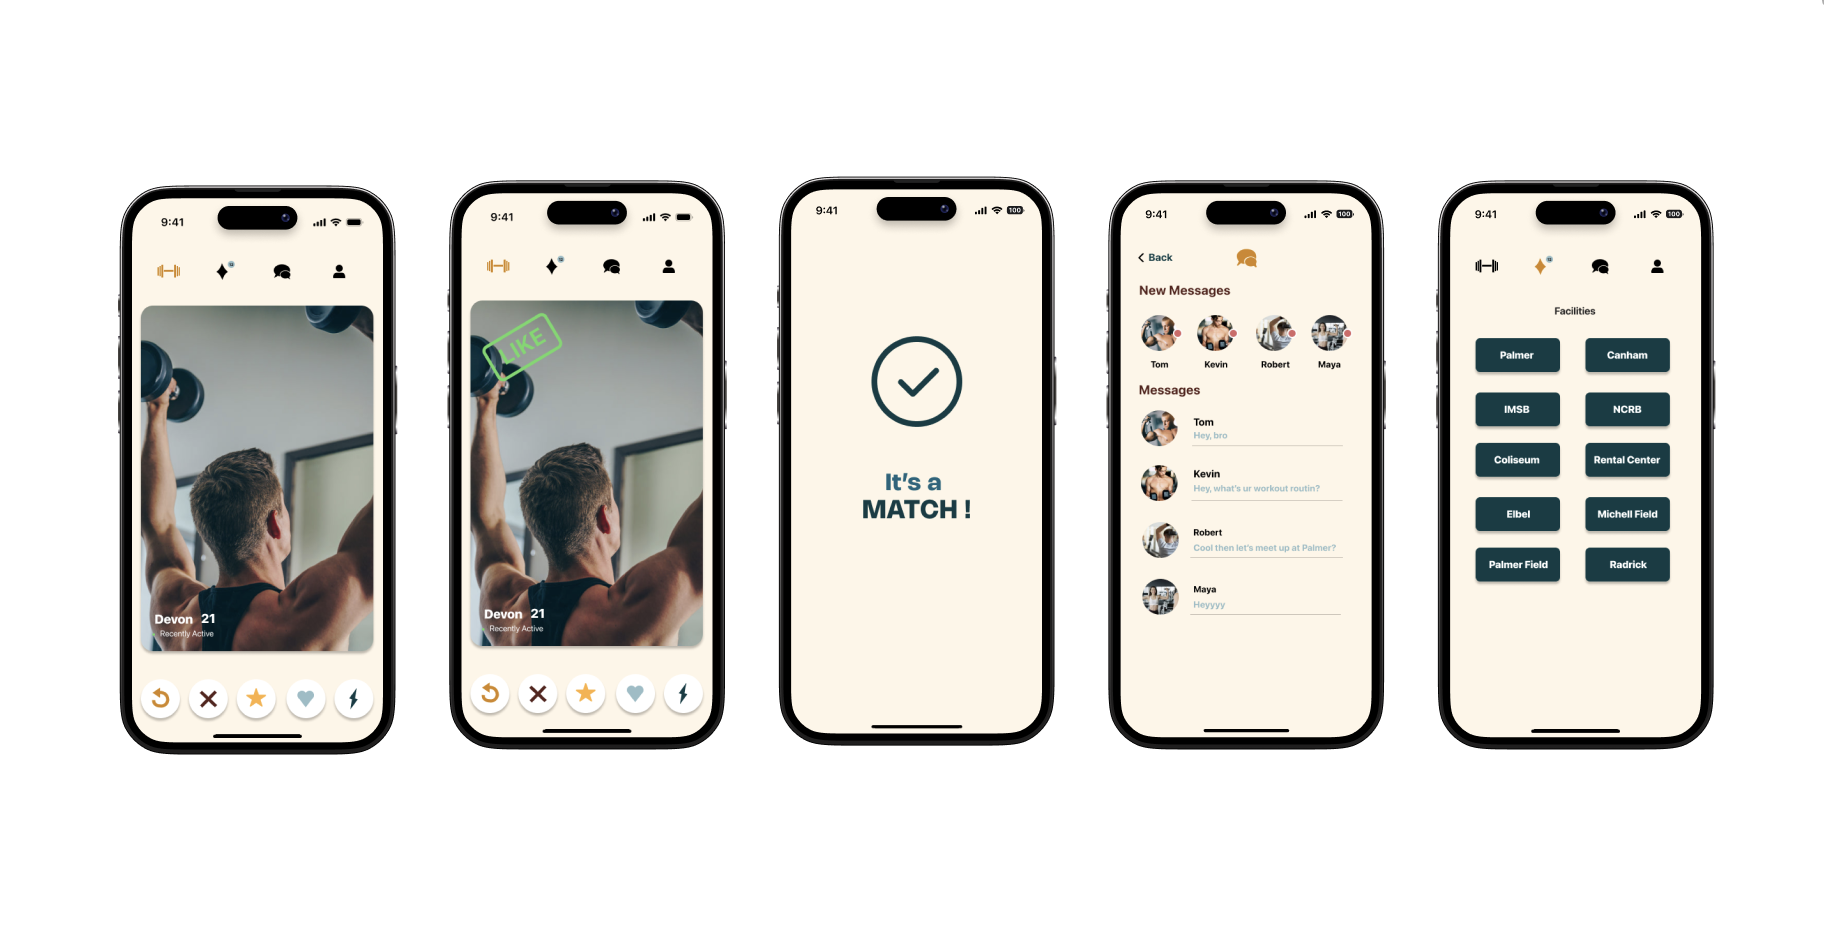 9:41
Devon 21
Recently Active
9:41
LIKE
Devon 21
Recently Active
9:41
100
It's a
MATCH !
9:41
100
Back
New Messages
Tom Kevin Robert Maya
Messages
Tom
Hey, bro
Kevin
Hey, what's ur workout routin?
Robert
Cool then let's meet up at Palmer?
Maya
Heyyyy
9:41
100
Facilities
Palmer Canham
IMSB NCRB
Coliseum Rental Center
Elbel Michell Field
Palmer Field Radrick